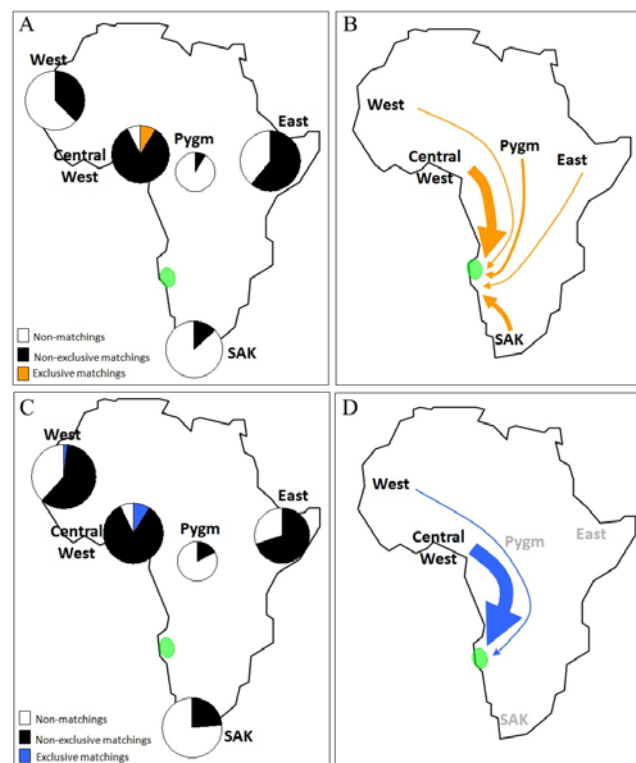 A
West
Central
West
Pygm
East
SAK
Non-matchings
Non-exclusive matchings
Exclusive matchings
B
West
Central
West
Pygm
East
SAK
C
West
Central
West
Pygm
East
SAK
Non-matchings
Non-exclusive matchings
Exclusive matchings
D
West
Central
West
Pygm
East
SAK